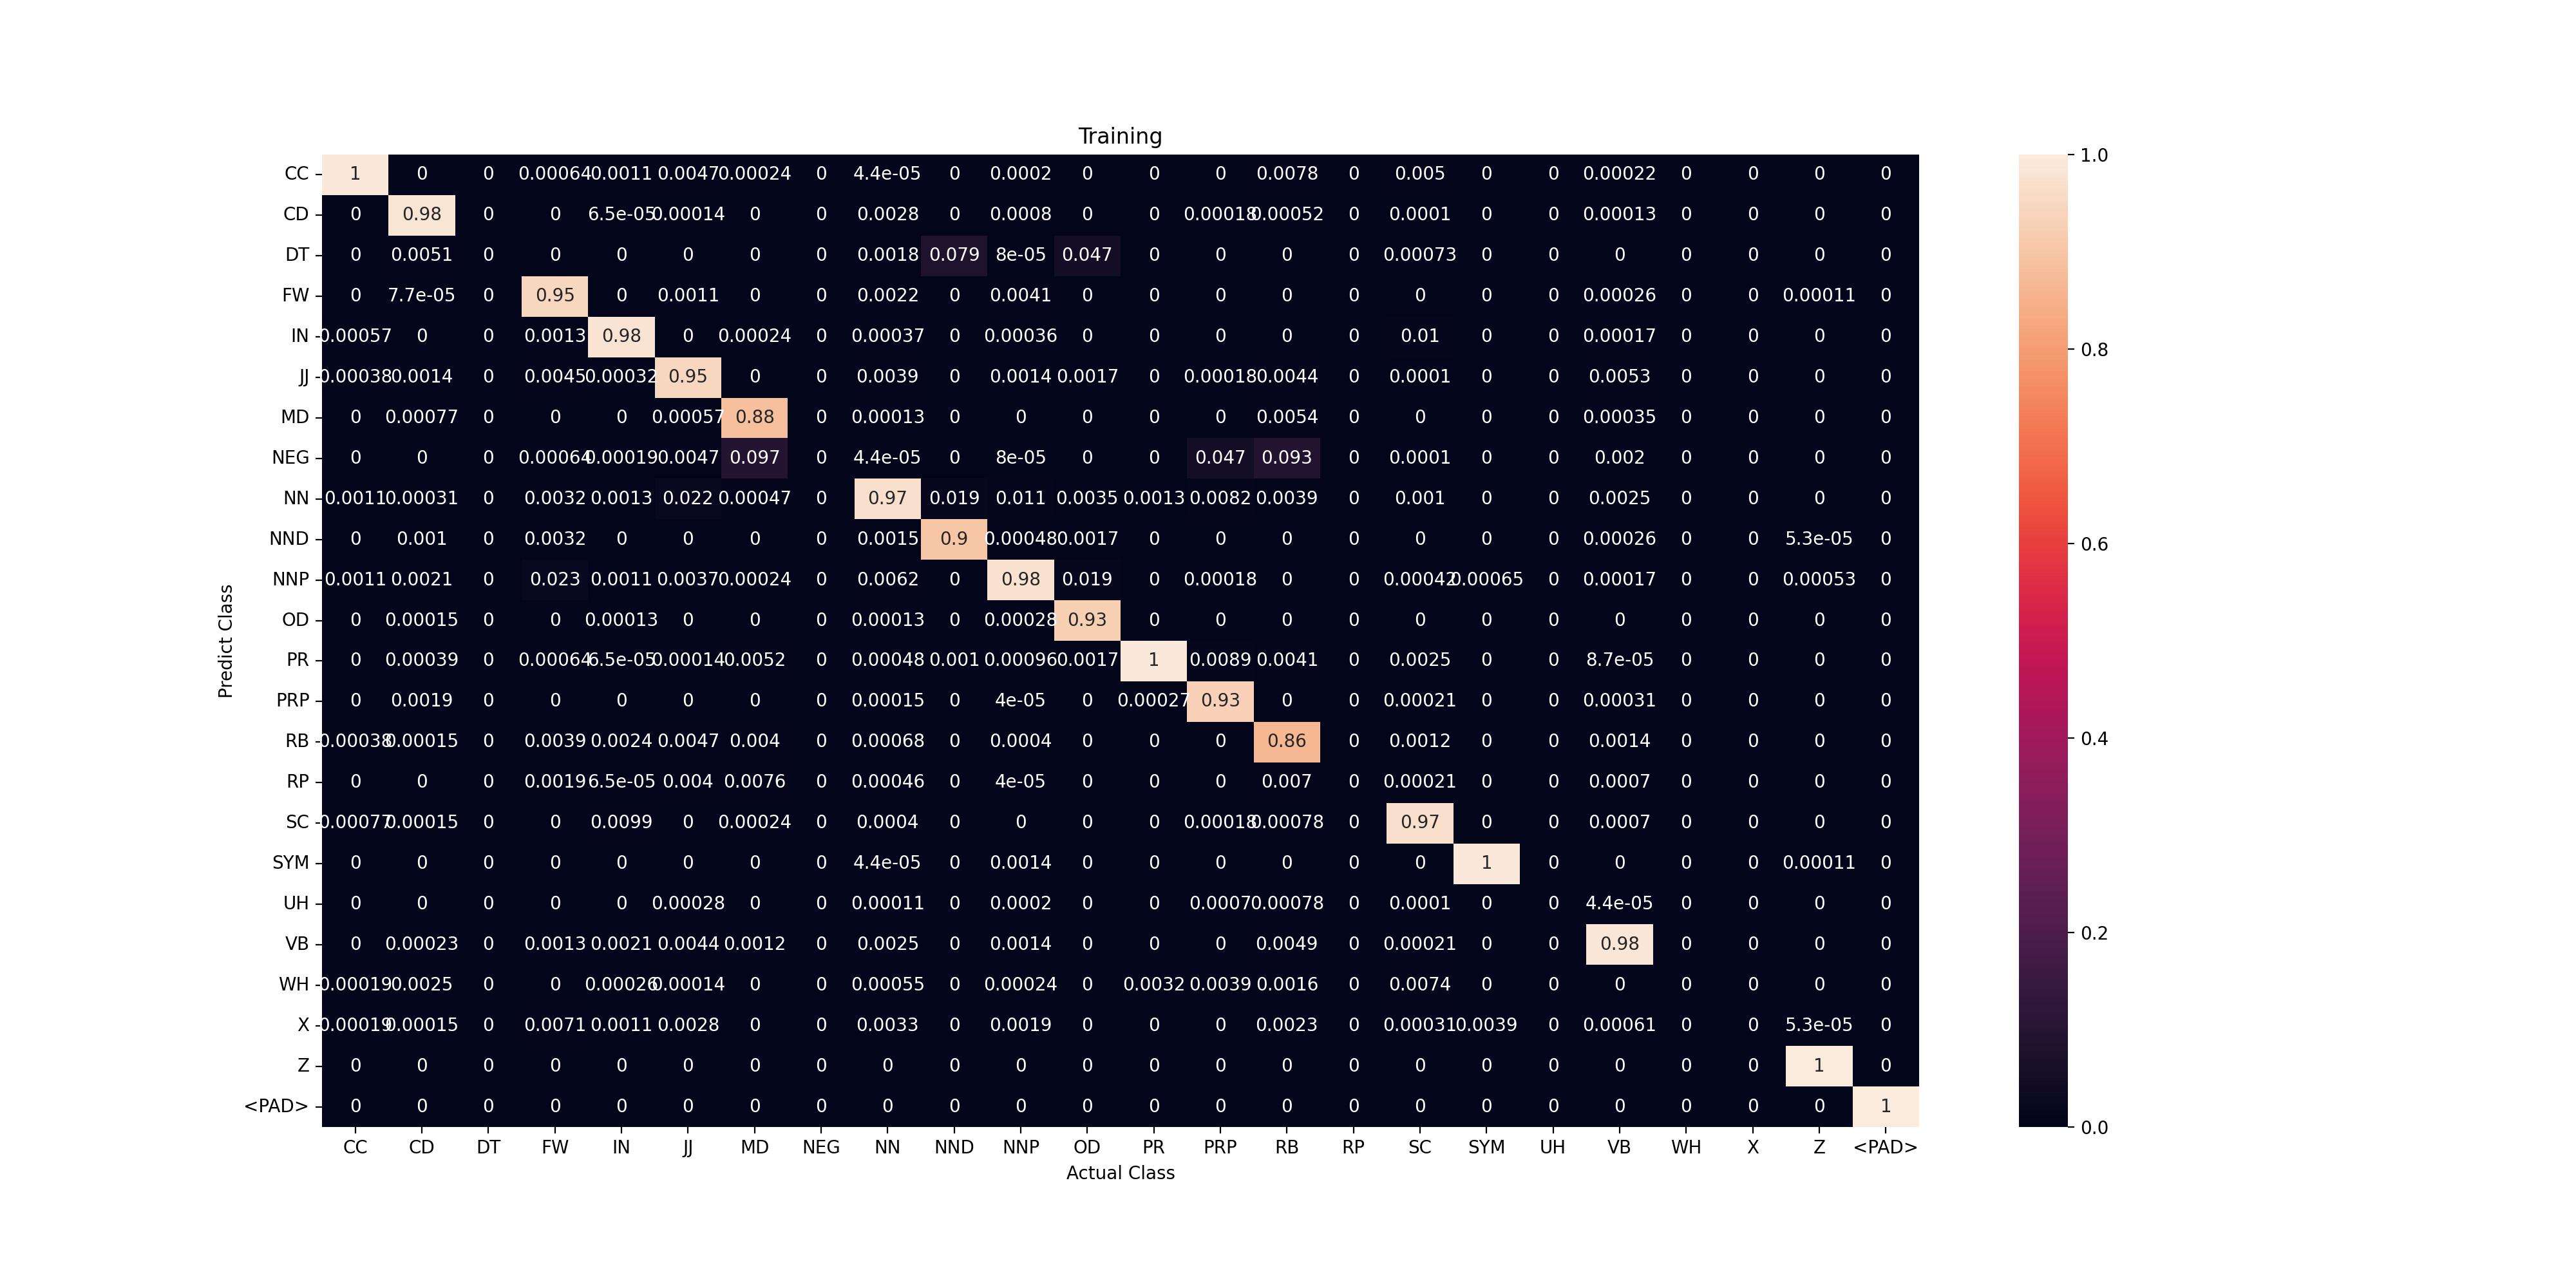 Training
CC 1 0 0 0.00064 0.0011 0.0047 0.00024 0 4.4e-05 0 0.0002 0 0 0 0.0078 0 0.005 0 0 0.00022 0 0 0 0 1.0
CD 0 0.98 0 0 6.5e-05 0.00014 0 0 0.0028 0 0.0008 0 0 0.00018 0.00052 0 0.0001 0 0 0.00013 0 0 0 0
DT 0 0.0051 0 0 0 0 0 0 0.0018 0.079 8e-05 0.047 0 0 0 0 0.00073 0 0 0 0 0 0 0
FW 0 7.7e-05 0 0.95 0 0.0011 0 0 0.0022 0 0.0041 0 0 0 0 0 0 0 0 0.00026 0 0 0.00011 0
IN 0.00057 0 0 0.0013 0.98 0 0.00024 0 0.00037 0 0.00036 0 0 0 0 0 0.01 0 0 0.00017 0 0 0 0 0.8
JJ 0.00038 0.0014 0 0.0045 0.00032 0.95 0 0 0.0039 0 0.0014 0.0017 0 0.00018 0.0044 0 0.0001 0 0 0.0053 0 0 0 0
MD 0 0.00077 0 0 0 0.00057 0.88 0 0.00013 0 0 0 0 0 0.0054 0 0 0 0 0.00035 0 0 0 0
NEG 0 0 0 0.00064 0.00019 0.0047 0.097 0 4.4e-05 0 8e-05 0 0 0.047 0.093 0 0.0001 0 0 0.002 0 0 0 0
NN 0.0011 0.00031 0 0.0032 0.0013 0.022 0.00047 0 0.97 0.019 0.011 0.0035 0.0013 0.0082 0.0039 0 0.001 0 0 0.0025 0 0 0 0
NND 0 0.001 0 0.0032 0 0 0 0 0.0015 0.9 0.00048 0.0017 0 0 0 0 0 0 0 0.00026 0 0 5.3e-05 0 0.6
NNP 0.0011 0.0021 0 0.023 0.0011 0.0037 0.00024 0 0.0062 0 0.98 0.019 0 0.00018 0 0 0.00042 0.00065 0 0.00017 0 0 0.00053 0
OD 0 0.00015 0 0 0.00013 0 0 0 0.00013 0 0.00028 0.93 0 0 0 0 0 0 0 0 0 0 0 0
PR 0 0.00039 0 0.00064 6.5e-05 0.00014 0.0052 0 0.00048 0.001 0.00096 0.0017 1 0.0089 0.0041 0 0.0025 0 0 8.7e-05 0 0 0 0
PRP 0 0.0019 0 0 0 0 0 0 0.00015 0 4e-05 0 0.00027 0.93 0 0 0.00021 0 0 0.00031 0 0 0 0
RB 0.00038 0.00015 0 0.0039 0.0024 0.0047 0.004 0 0.00068 0 0.0004 0 0 0 0.86 0 0.0012 0 0 0.0014 0 0 0 0 0.4
RP 0 0 0 0.0019 6.5e-05 0.004 0.0076 0 0.00046 0 4e-05 0 0 0 0.007 0 0.00021 0 0 0.0007 0 0 0 0
SC 0.00077 0.00015 0 0 0.0099 0 0.00024 0 0.0004 0 0 0 0 0.00018 0.00078 0 0.97 0 0 0.0007 0 0 0 0
SYM 0 0 0 0 0 0 0 0 4.4e-05 0 0.0014 0 0 0 0 0 0 1 0 0 0 0 0.00011 0
UH 0 0 0 0 0 0.00028 0 0 0.00011 0 0.0002 0 0 0.0007 0.00078 0 0.0001 0 0 4.4e-05 0 0 0 0
VB 0 0.00023 0 0.0013 0.0021 0.0044 0.0012 0 0.0025 0 0.0014 0 0 0 0.0049 0 0.00021 0 0 0.98 0 0 0 0 0.2
WH 0.00019 0.0025 0 0 0.00026 0.00014 0 0 0.00055 0 0.00024 0 0.0032 0.0039 0.0016 0 0.0074 0 0 0 0 0 0 0
X 0.00019 0.00015 0 0.0071 0.0011 0.0028 0 0 0.0033 0 0.0019 0 0 0 0.0023 0 0.00031 0.0039 0 0.00061 0 0 5.3e-05 0
Z 0 0 0 0 0 0 0 0 0 0 0 0 0 0 0 0 0 0 0 0 0 0 1 0
<PAD> 0 0 0 0 0 0 0 0 0 0 0 0 0 0 0 0 0 0 0 0 0 0 0 1 0.0
CC CD DT FW IN JJ MD NEG NN NND NNP OD PR PRP RB RP SC SYM UH VB WH X Z <PAD>
Actual Class
Predict Class